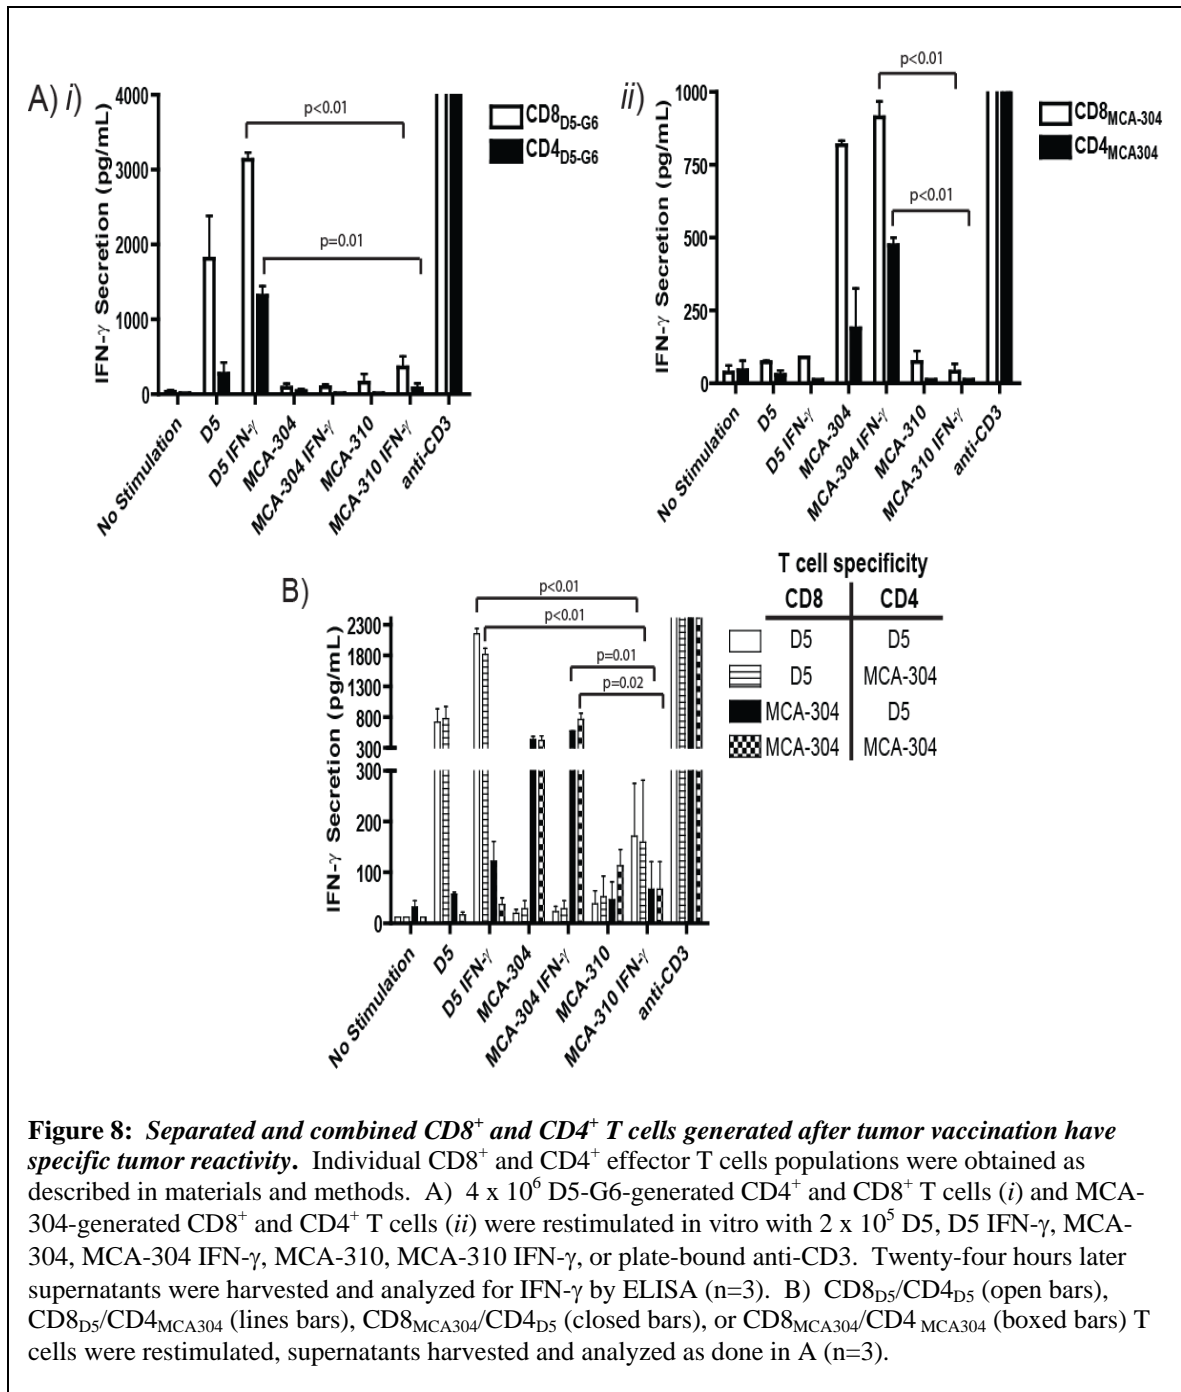 A) i)
IFN-γ Secretion (pg/mL)
4000
3000
2000
1000
0
p<0.01
p=0.01
CD8D5-G6
CD4D5-G6
No Stimulation
D5
D5 IFN-γ
MCA-304
MCA-304 IFN-γ
MCA-310
MCA-310 IFN-γ
anti-CD3
ii)
IFN-γ Secretion (pg/mL)
1000
750
500
250
0
p<0.01
p<0.01
CD8MCA-304
CD4MCA304
No Stimulation
D5
D5 IFN-γ
MCA-304
MCA-304 IFN-γ
MCA-310
MCA-310 IFN-γ
anti-CD3
B)
IFN-γ Secretion (pg/mL)
2300
1800
1300
800
300
300
200
100
0
p<0.01
p<0.01
p=0.01
p=0.02
No Stimulation
D5
D5 IFN-γ
MCA-304
MCA-304 IFN-γ
MCA-310
MCA-310 IFN-γ
anti-CD3
T cell specificity
CD8 CD4
D5 D5
D5 MCA-304
MCA-304 D5
MCA-304 MCA-304
Figure 8: Separated and combined CD8+ and CD4+ T cells generated after tumor vaccination have
specific tumor reactivity. Individual CD8+ and CD4+ effector T cells populations were obtained as
described in materials and methods. A) 4 x 10⁶ D5-G6-generated CD4+ and CD8+ T cells (i) and MCA-
304-generated CD8+ and CD4+ T cells (ii) were restimulated in vitro with 2 x 10⁵ D5, D5 IFN-γ, MCA-
304, MCA-304 IFN-γ, MCA-310, MCA-310 IFN-γ, or plate-bound anti-CD3. Twenty-four hours later
supernatants were harvested and analyzed for IFN-γ by ELISA (n=3). B) CD8D5/CD4D5 (open bars),
CD8D5/CD4MCA304 (lines bars), CD8MCA304/CD4D5 (closed bars), or CD8MCA304/CD4 MCA304 (boxed bars) T
cells were restimulated, supernatants harvested and analyzed as done in A (n=3).